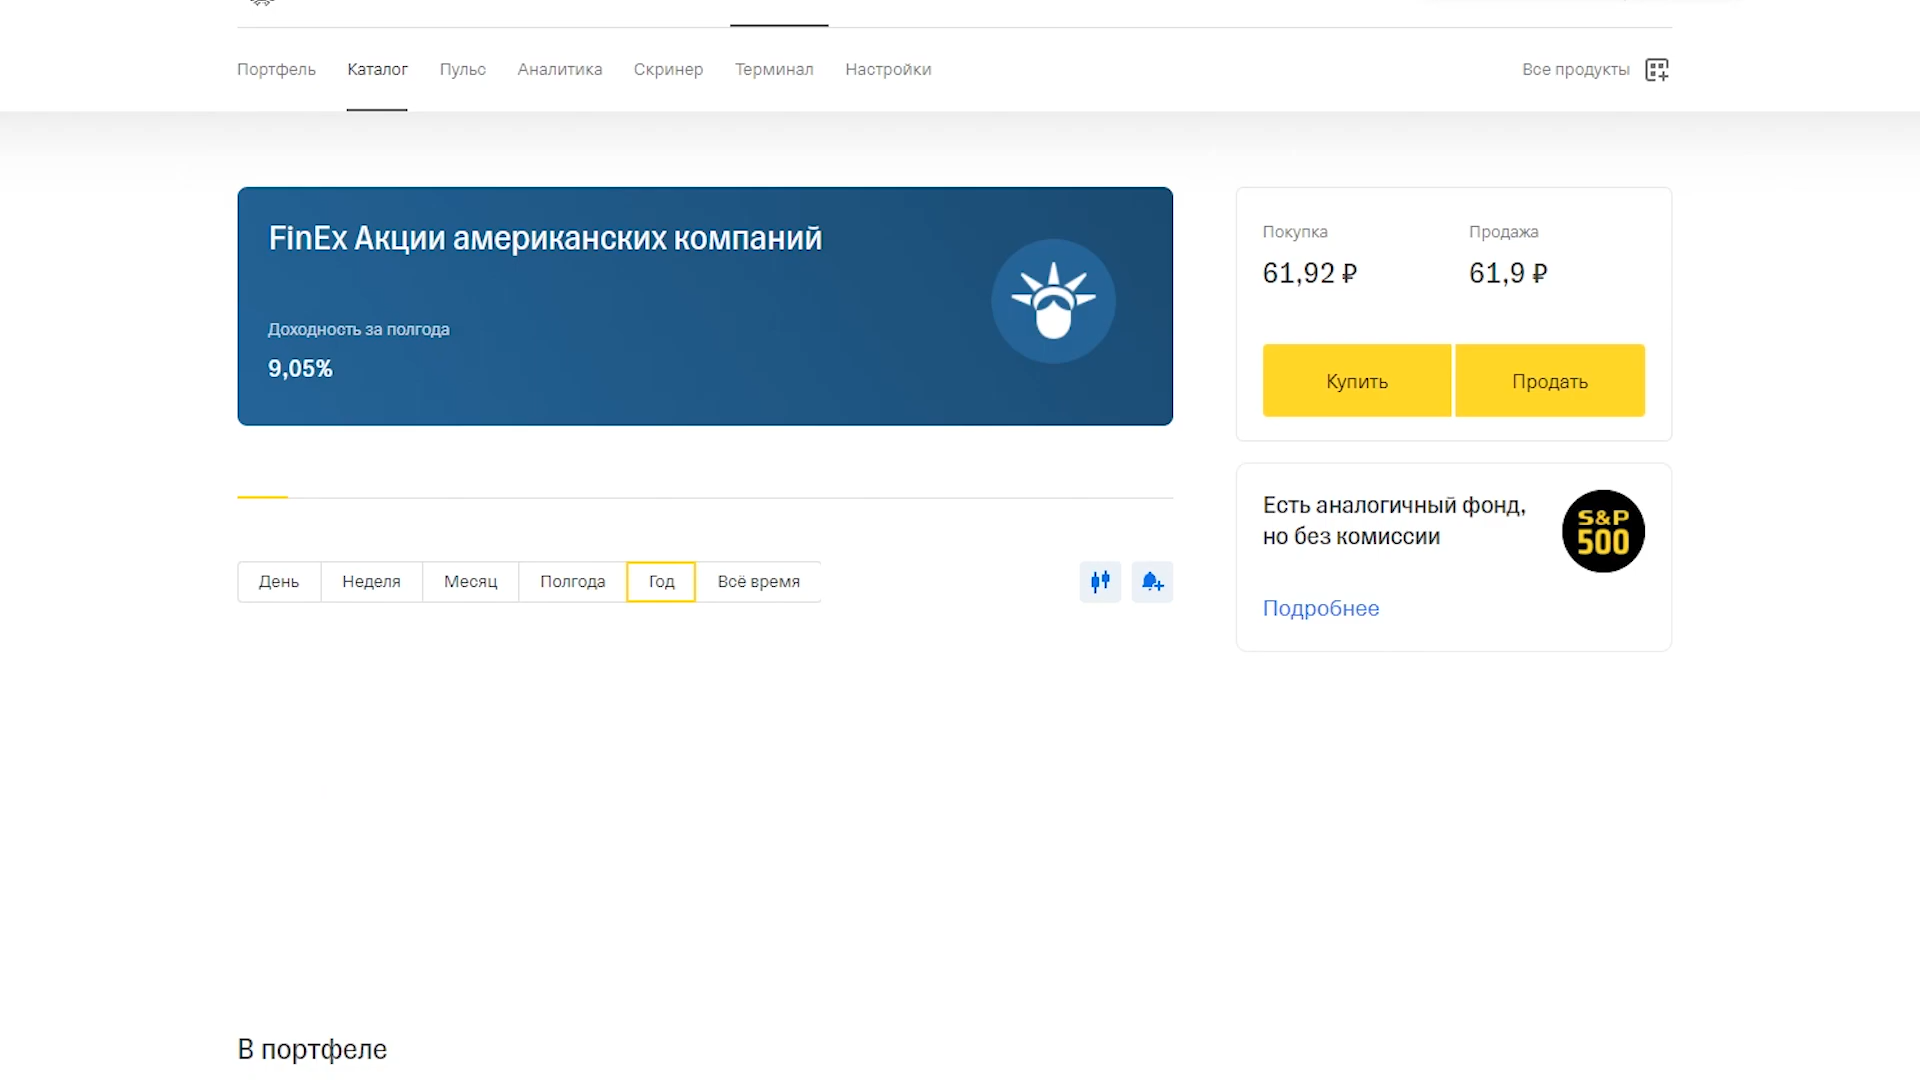 Портфель Каталог Пульс Аналитика Скринер Терминал Настройки Все продукты
FinEx Акции американских компаний
Доходность за полгода
9,05%
Покупка Продажа
61,92 ₽ 61,9 ₽
Купить Продать
Есть аналогичный фонд,
но без комиссии
S&P
500
Подробнее
День Неделя Месяц Полгода Год Всё время
В портфеле